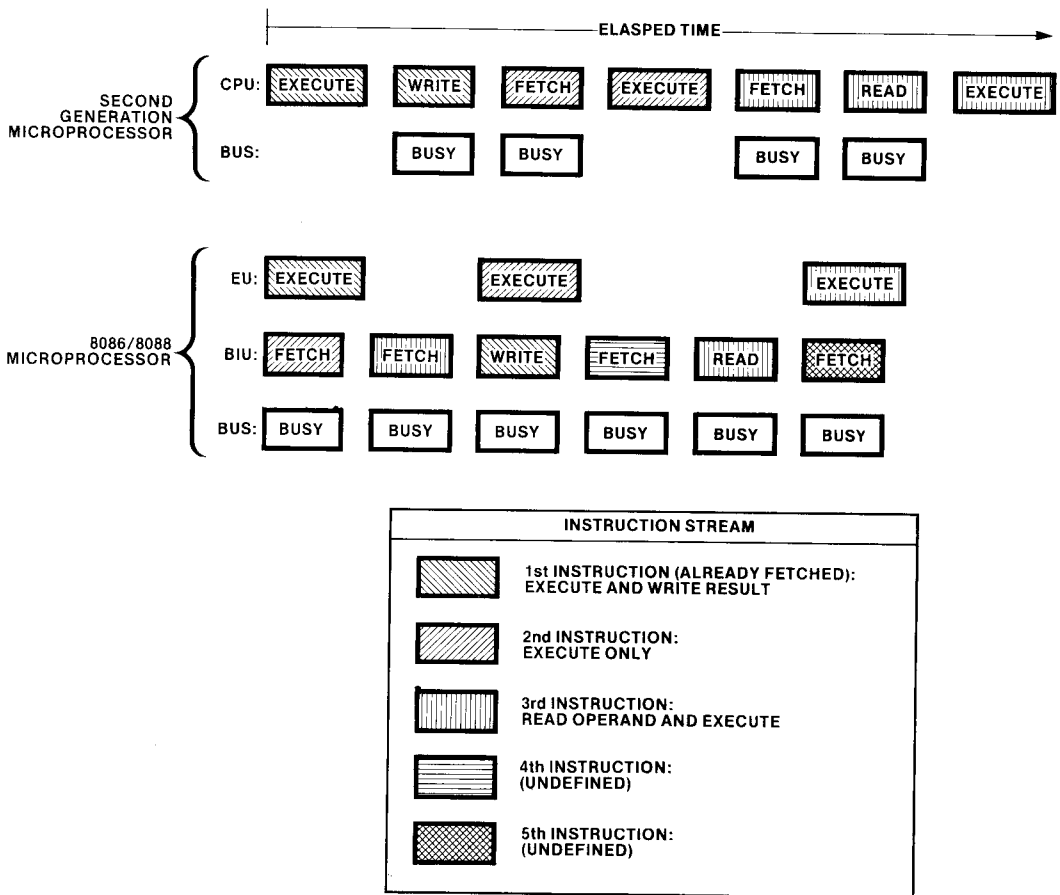 ELASPED TIME
SECOND
GENERATION
MICROPROCESSOR
CPU: EXECUTE WRITE FETCH EXECUTE FETCH READ EXECUTE
BUS: BUSY BUSY BUSY BUSY
8086/8088
MICROPROCESSOR
EU: EXECUTE EXECUTE EXECUTE
BIU: FETCH FETCH WRITE FETCH READ FETCH
BUS: BUSY BUSY BUSY BUSY BUSY BUSY
INSTRUCTION STREAM
1st INSTRUCTION (ALREADY FETCHED):
EXECUTE AND WRITE RESULT
2nd INSTRUCTION:
EXECUTE ONLY
3rd INSTRUCTION:
READ OPERAND AND EXECUTE
4th INSTRUCTION:
(UNDEFINED)
5th INSTRUCTION:
(UNDEFINED)